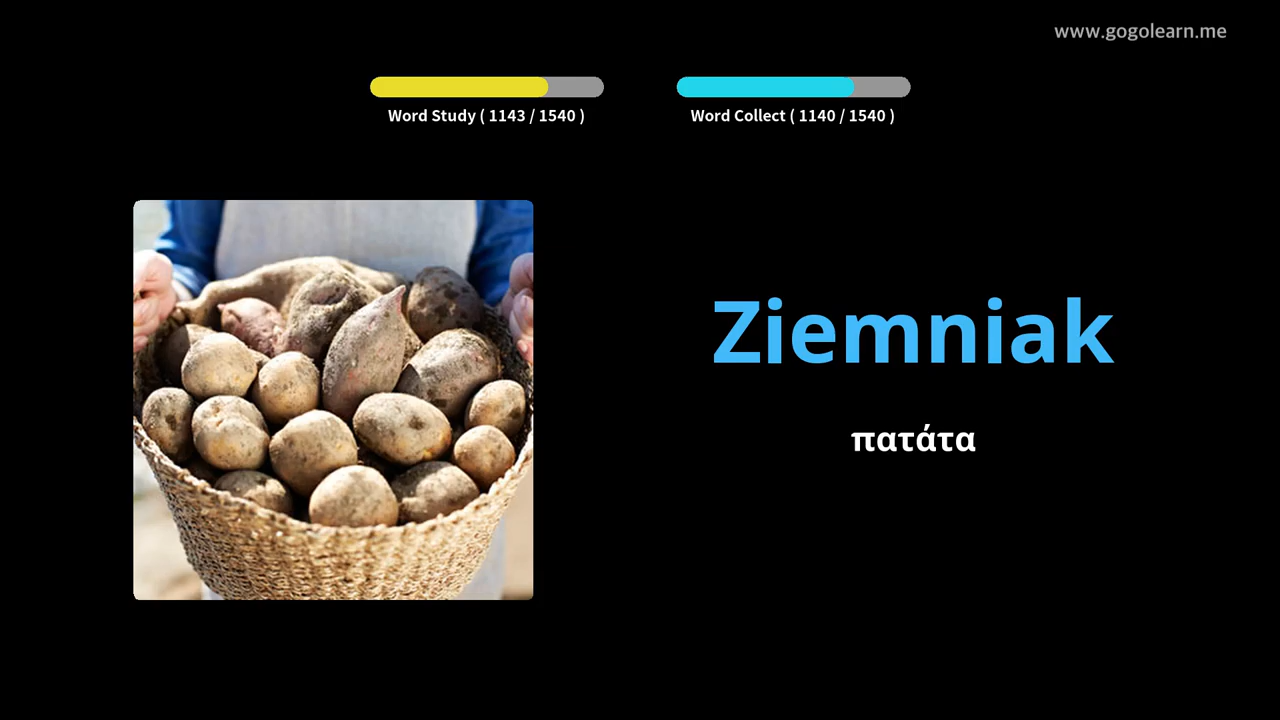 www.gogolearn.me
Word Study ( 1143 / 1540 )
Word Collect ( 1140 / 1540 )
Ziemniak
πατάτα